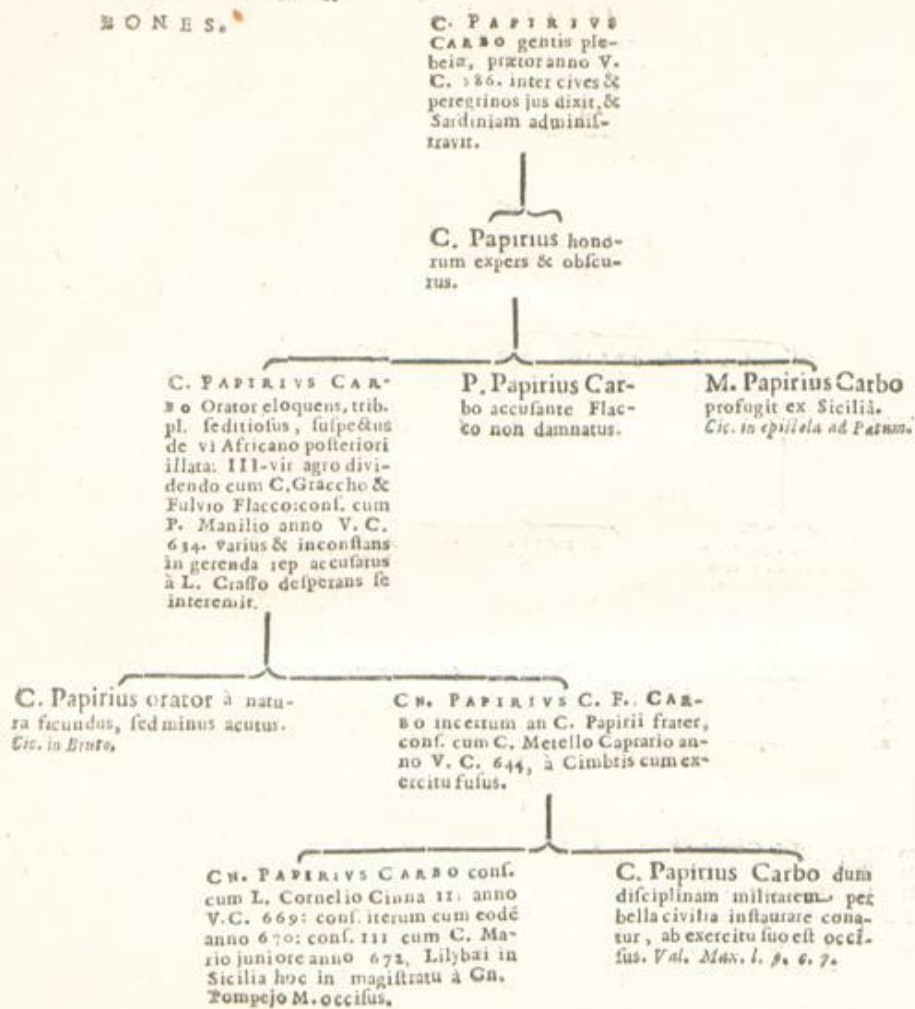 BONES.
C. PAPIRIVS
CARBO gentis ple-
beiæ, prætor anno V.
C. 586. inter cives &
peregrinos jus dixit, &
Sardiniam adminiſ-
travit.
C. Papirius hono-
rum expers & obſcu-
rus.
C. PAPIRIVS CAR-
BO Orator eloquens, trib.
pl. ſeditioſus, ſuſpectus
de vi Africano poſteriori
illata: III-vir agro divi-
dendo cum C. Graccho &
Fulvio Flacco: conſ. cum
P. Manilio anno V. C.
634. varius & inconſtans
in gerenda rep accuſatus
à L. Craſſo deſperans ſe
interemit.
P. Papirius Car-
bo accuſante Flac-
co non damnatus.
M. Papirius Carbo
profugit ex Siciliâ.
Cic. in epiſtola ad Pætum.
C. Papirius orator à natu-
ra facundus, ſed minus acutus.
Cic. in Bruto.
CN. PAPIRIVS C. F. CAR-
BO incertum an C. Papirii frater,
conſ. cum C. Metello Caprario an-
no V. C. 644, à Cimbris cum ex-
ercitu fuſus.
CN. PAPIRIVS CARBO conſ.
cum L. Cornelio Cinna II. anno
V.C. 669: conſ. iterum cum eodē
anno 670: conſ. III cum C. Ma-
rio juniore anno 672, Lilybæi in
Sicilia hoc in magiſtratu à Gn.
Pompejo M. occiſus.
C. Papirius Carbo dum
diſciplinam militarem per
bella civilia inſtaurare cona-
tur, ab exercitu ſuo eſt occi-
ſus. Val. Max. l. 9. c. 7.